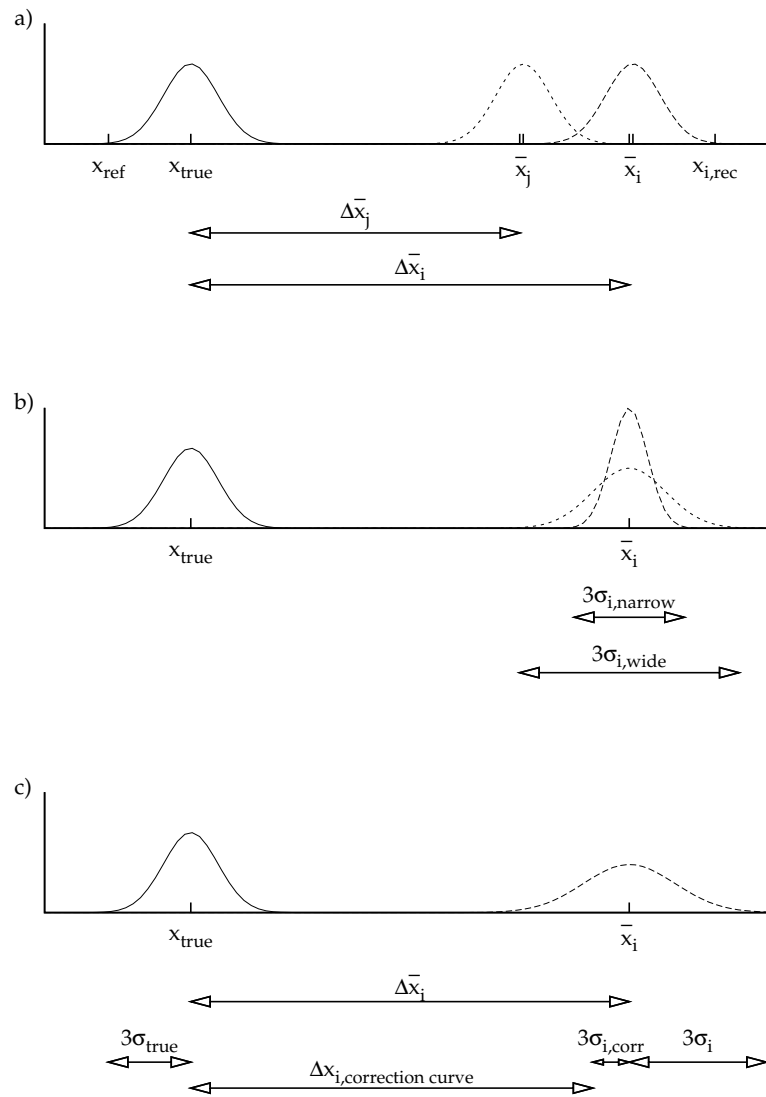 a)
x_ref x_true x̄_j x̄_i x_i,rec
Δx̄_j
Δx̄_i
b)
x_true x̄_i
3σ_i,narrow
3σ_i,wide
c)
x_true x̄_i
Δx̄_i
3σ_true 3σ_i,corr 3σ_i
Δx_i,correction curve